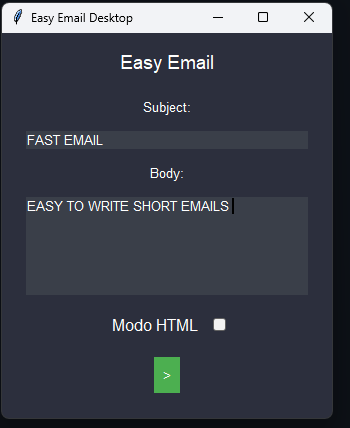 Easy Email Desktop
Easy Email
Subject:
FAST EMAIL
Body:
EASY TO WRITE SHORT EMAILS
Modo HTML
>